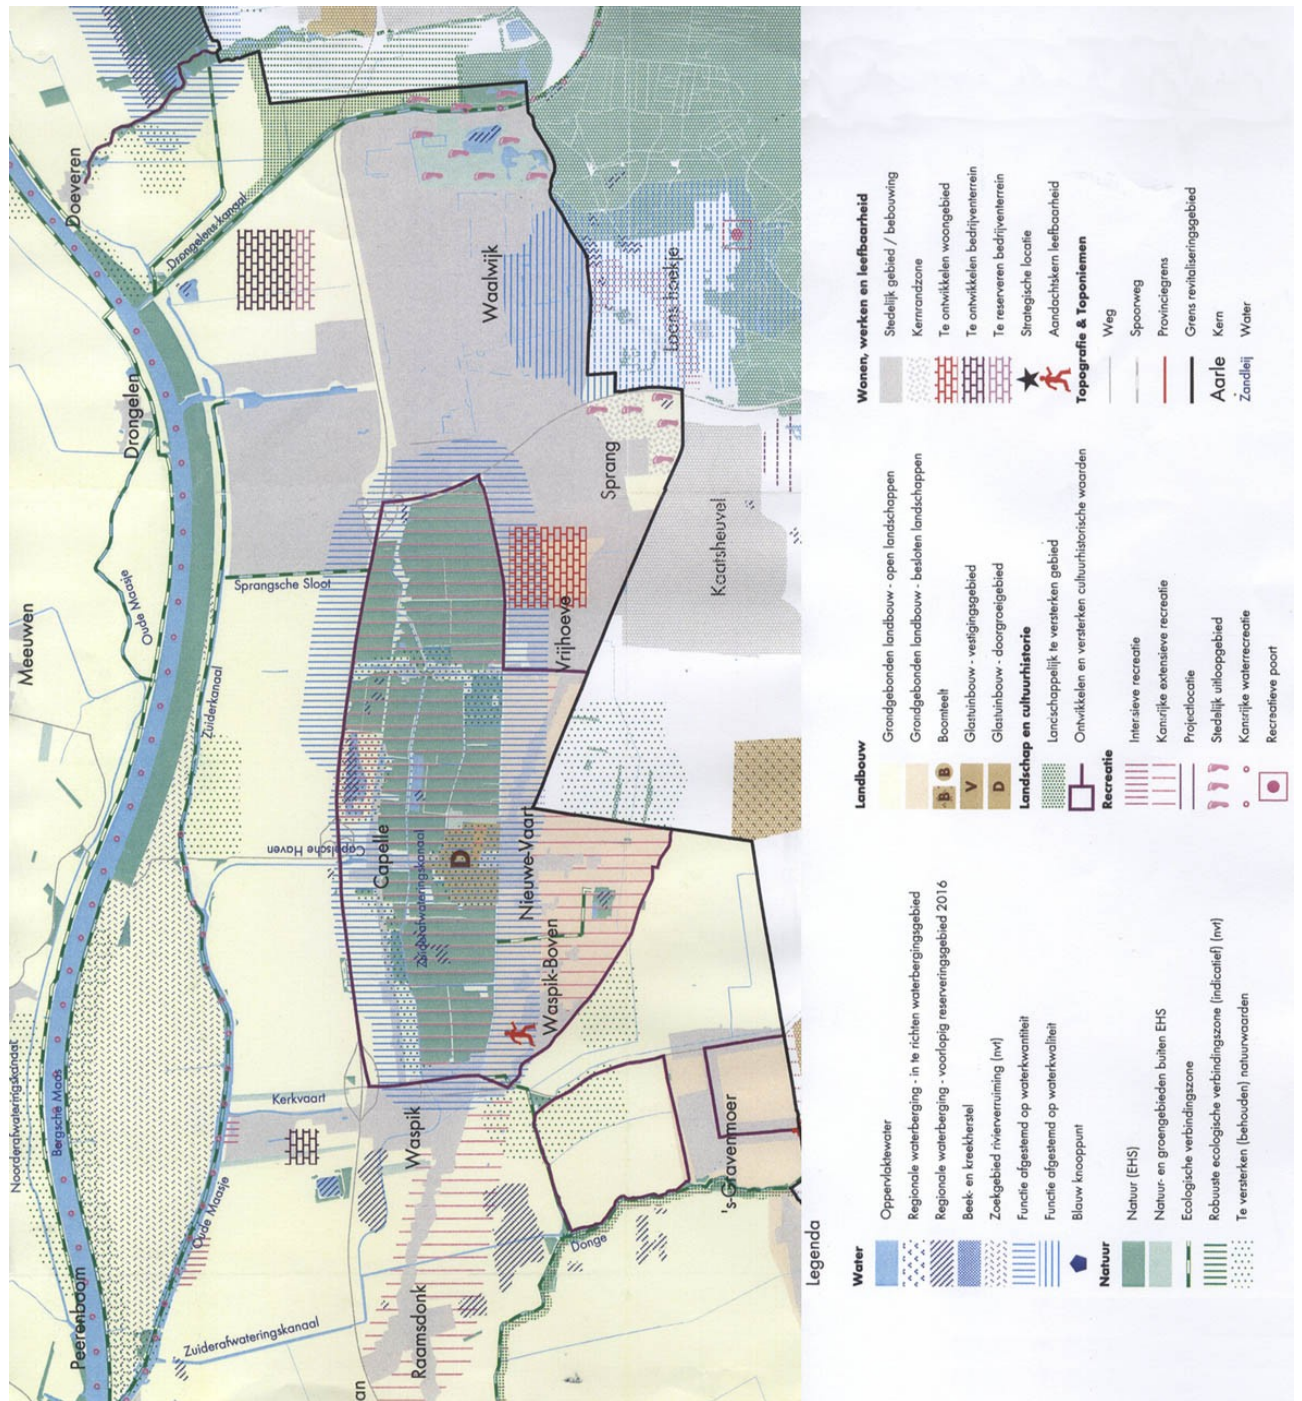 Peerenboom
Noorderafwateringskanaal
Bergsche Maas
Oude Maasje
Zuiderafwateringskanaal
Raamsdonk
Waspik
Kerkvaart
Donge
's-Gravenmoer
Meeuwen
Oude Maasje
Zuiderkanaal
Capelsche Haven
Capelle
Zuiderafwateringskanaal
D
Nieuwe-Vaart
Waspik-Boven
Drongelen
Doeveren
Drongelens kanaal
Sprangsche Sloot
Waalwijk
Vrijhoeve
Sprang
Kaatsheuvel
Loons hoekje
an
Legenda
Water
Oppervlaktewater
Regionale waterberging - in te richten waterbergingsgebied
Regionale waterberging - voorlopig reserveringsgebied 2016
Beek- en kreekherstel
Zoekgebied rivierverruiming (nvt)
Functie afgestemd op waterkwantiteit
Functie afgestemd op waterkwaliteit
Blauw knooppunt
Natuur
Natuur (EHS)
Natuur- en groengebieden buiten EHS
Ecologische verbindingszone
Robuuste ecologische verbindingszone (indicatief) (nvt)
Te versterken (behouden) natuurwaarden
Landbouw
Grondgebonden landbouw - open landschappen
Grondgebonden landbouw - besloten landschappen
B B B Boomteelt
V Glastuinbouw - vestigingsgebied
D Glastuinbouw - doorgroeigebied
Landschap en cultuurhistorie
Landschappelijk te versterken gebied
Ontwikkelen en versterken cultuurhistorische waarden
Recreatie
Intensieve recreatie
Kansrijke extensieve recreatie
Projectlocatie
Stedelijk uitloopgebied
Kansrijke waterrecreatie
Recreatieve poort
Wonen, werken en leefbaarheid
Stedelijk gebied / bebouwing
Kernrandzone
Te ontwikkelen woongebied
Te ontwikkelen bedrijventerrein
Te reserveren bedrijventerrein
Strategische locatie
Aandachtskern leefbaarheid
Topografie & Toponiemen
Weg
Spoorweg
Provinciegrens
Grens revitaliseringsgebied
Aarle Kern
Zandleij Water